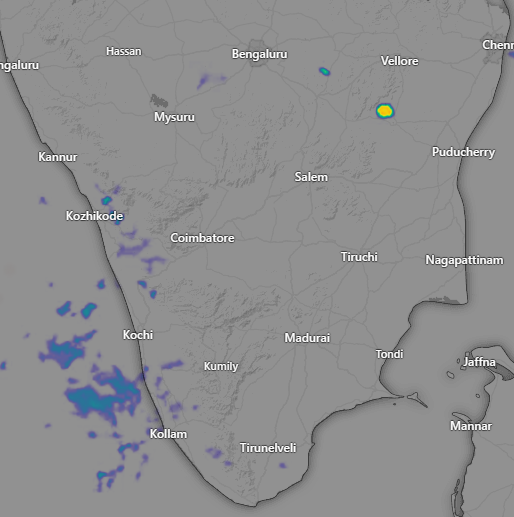 Hassan
Bengaluru
Chenn
ngaluru
Vellore
Mysuru
Kannur
Puducherry
Salem
Kozhikode
Coimbatore
Tiruchi
Nagapattinam
Kochi
Madurai
Tondi
Jaffna
Kumily
Mannar
Kollam
Tirunelveli